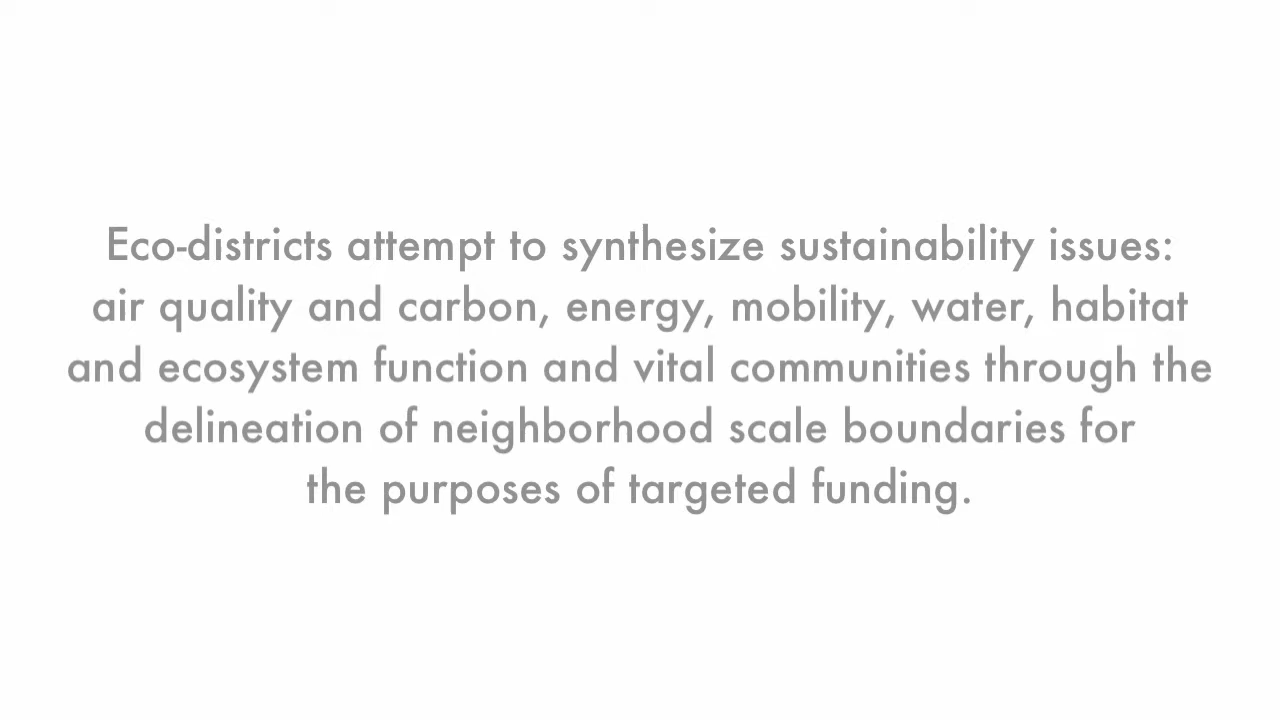 Eco-districts attempt to synthesize sustainability issues:
air quality and carbon, energy, mobility, water, habitat
and ecosystem function and vital communities through the
delineation of neighborhood scale boundaries for
the purposes of targeted funding.